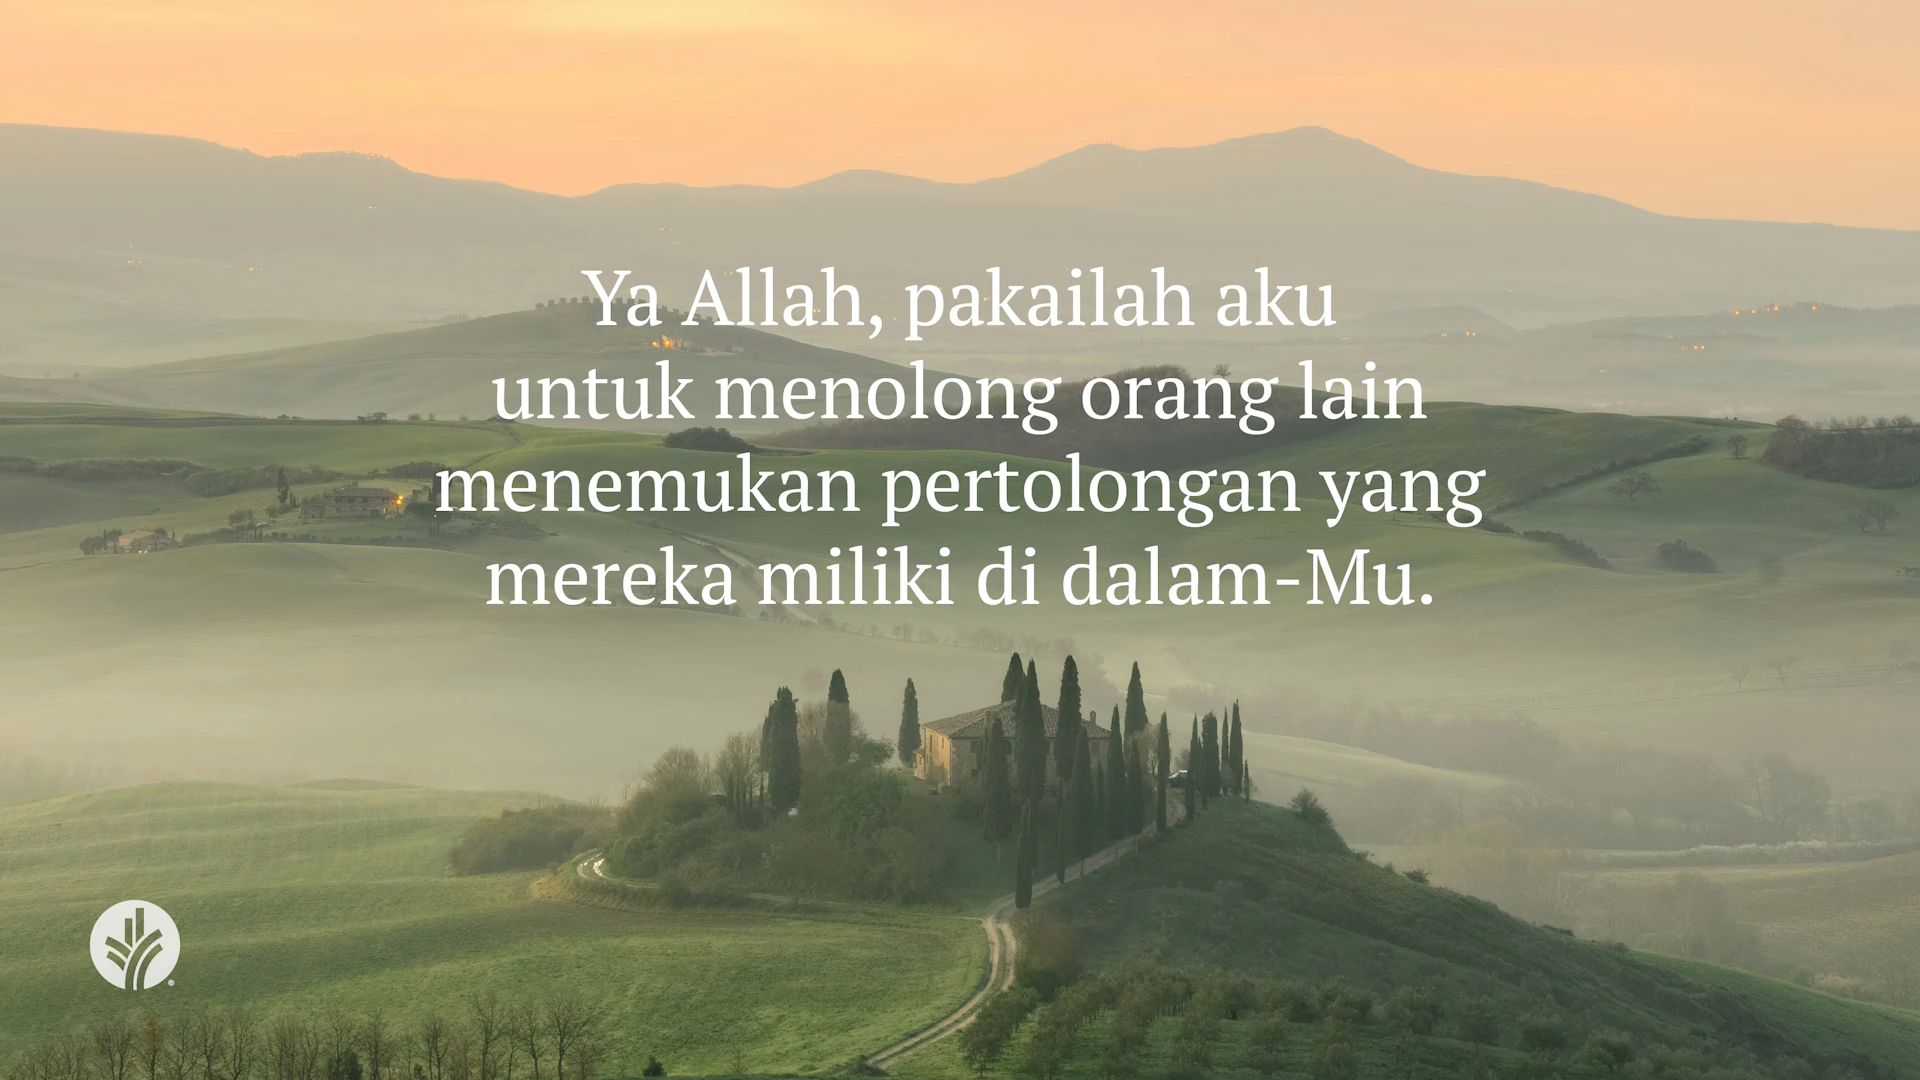 Ya Allah, pakailah aku
untuk menolong orang lain
menemukan pertolongan yang
mereka miliki di dalam-Mu.
®